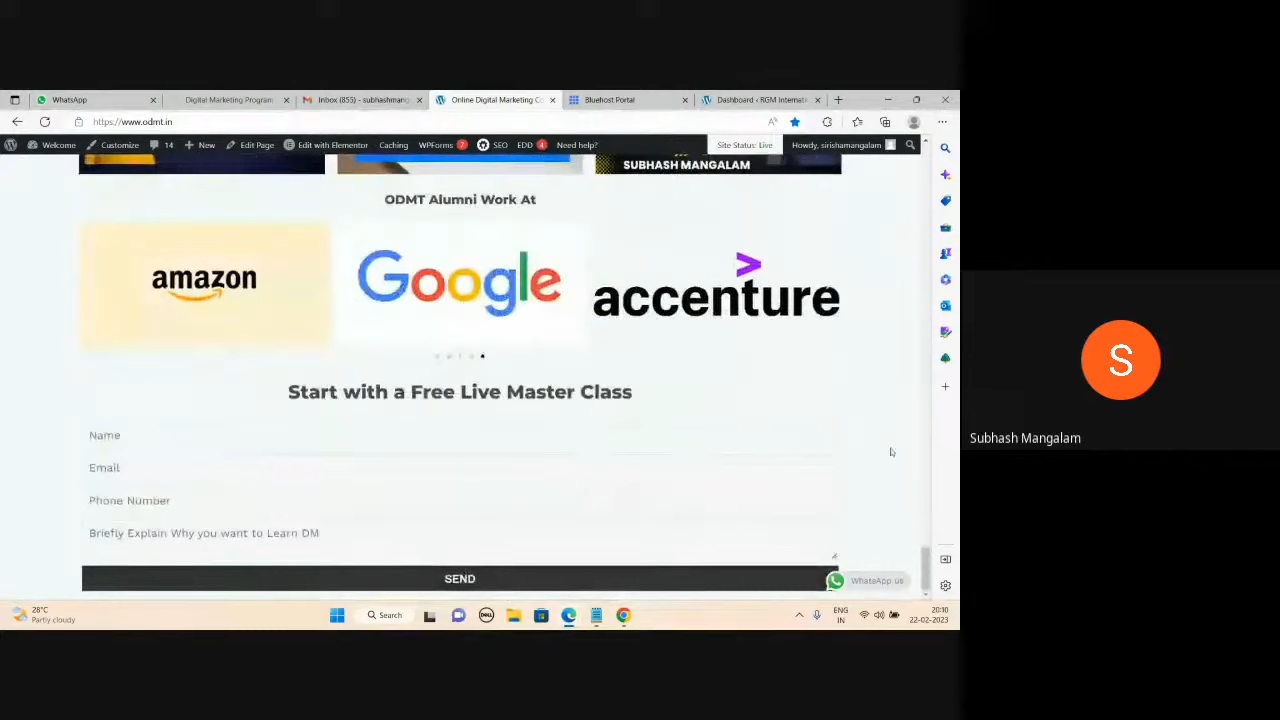 WhatsApp
Digital Marketing Program
Inbox (855) - subhashmang
Online Digital Marketing Co
Bluehost Portal
Dashboard ‹ RGM Internati
https://www.odmt.in
Welcome
Customize
14
New
Edit Page
Edit with Elementor
Caching
WPForms 7
SEO
EDD 4
Need help?
Site Status: Live
Howdy, sirishamangalam
SUBHASH MANGALAM
ODMT Alumni Work At
amazon
Google
accenture
Start with a Free Live Master Class
Name
Email
Phone Number
Briefly Explain Why you want to Learn DM
SEND
WhatsApp us
S
Subhash Mangalam
28°C
Partly cloudy
Search
DELL
ENG
IN
20:10
22-02-2023